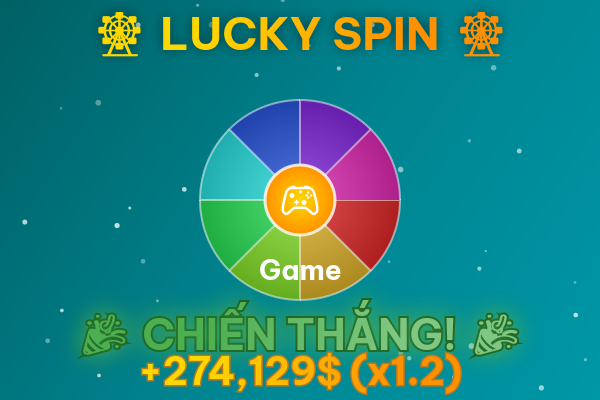 🎡 LUCKY SPIN 🎡
Game
🎉 CHIẾN THẮNG! 🎉
+274,129$ (x1.2)